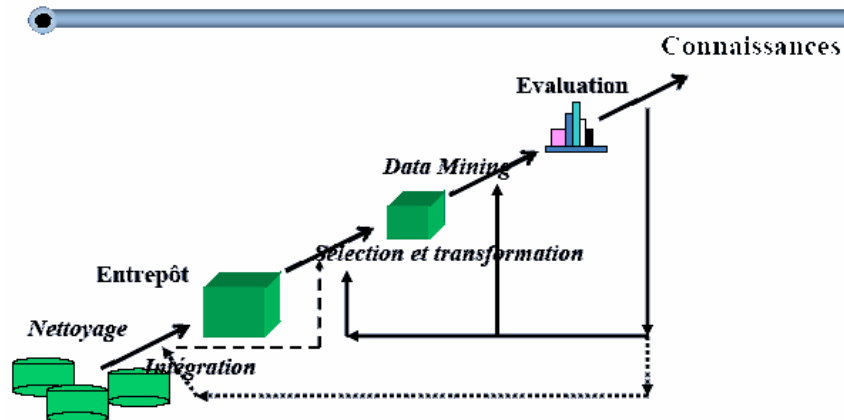 Connaissances
Evaluation
Data Mining
Sélection et transformation
Entrepôt
Nettoyage
Intégration